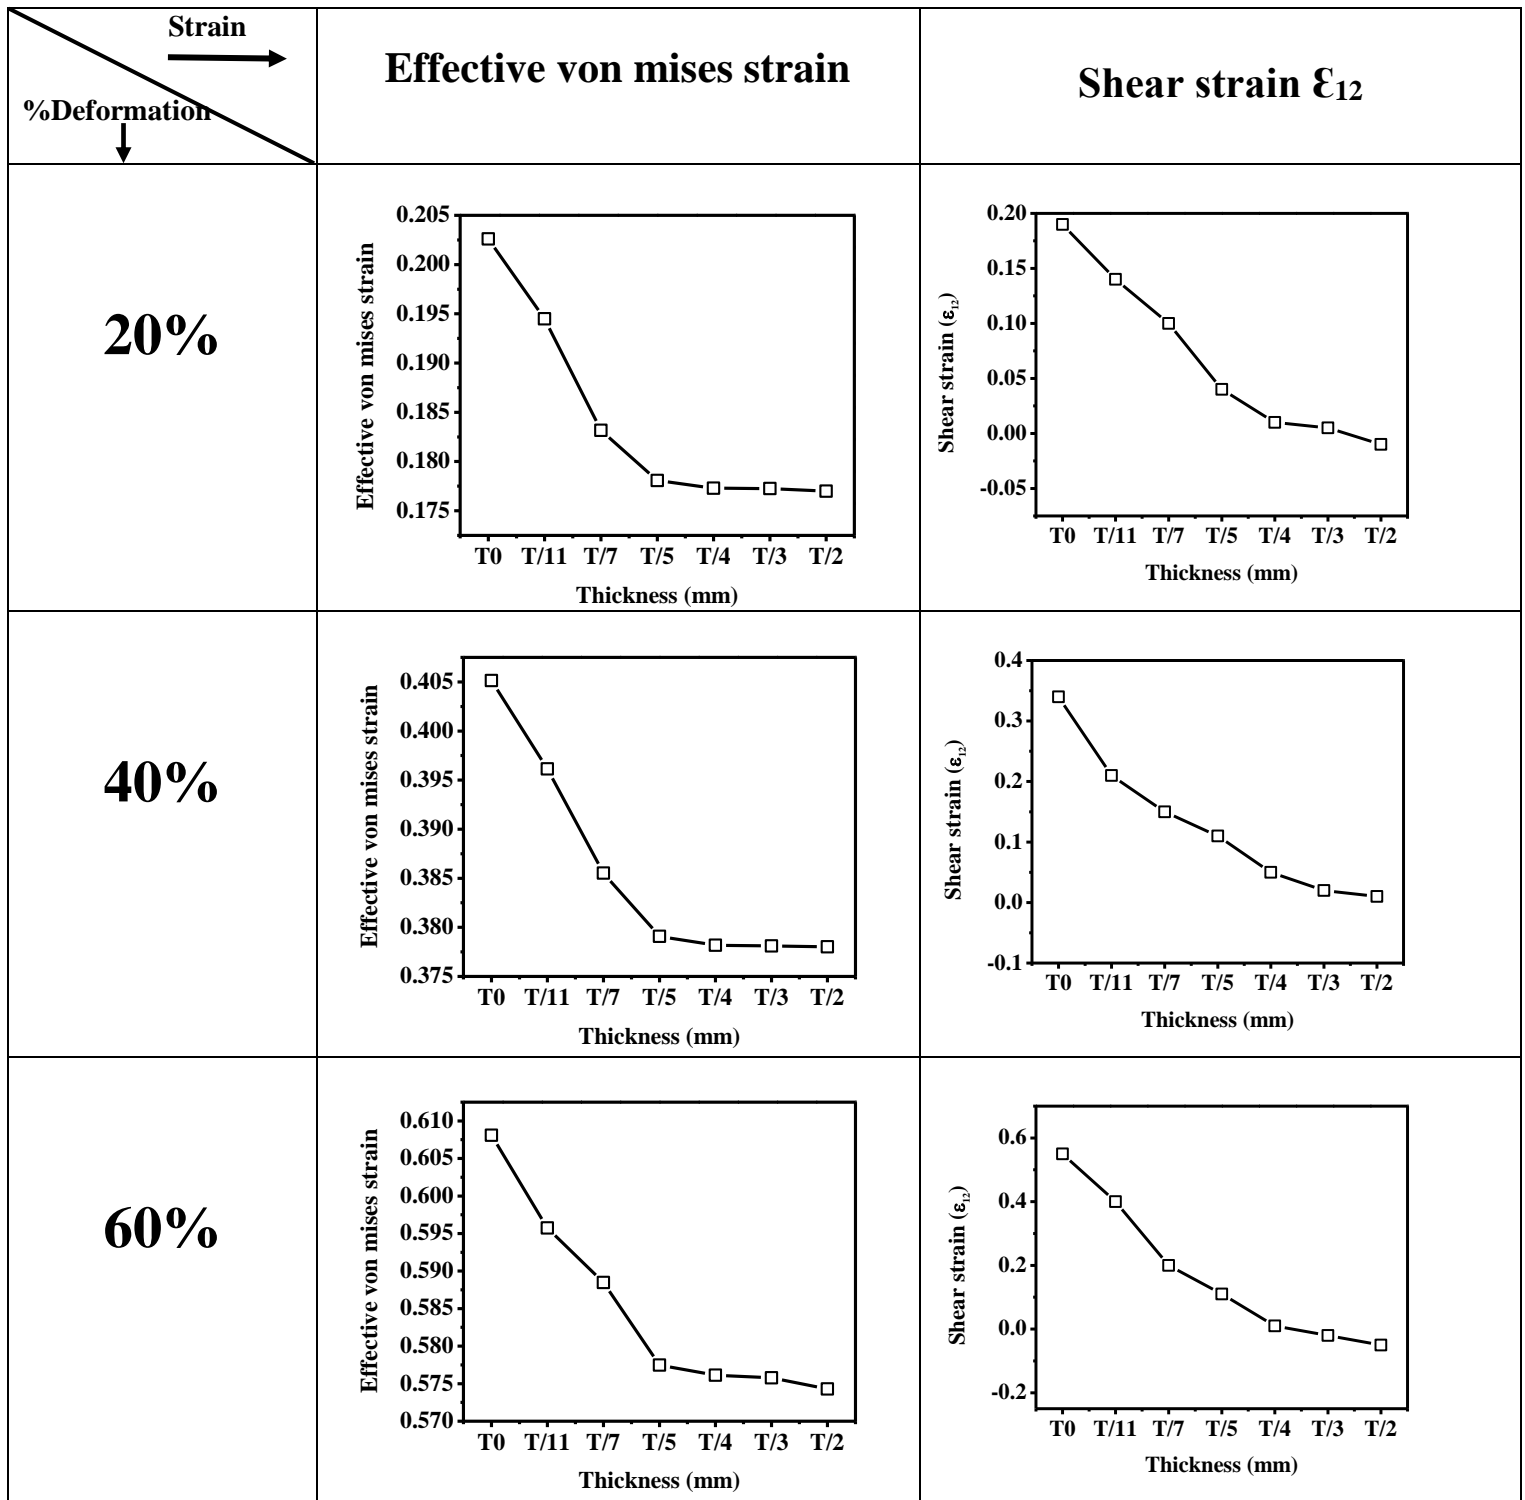 Strain
%Deformation
Effective von mises strain
Shear strain Ɛ12
20%
Effective von mises strain
0.205
0.200
0.195
0.190
0.185
0.180
0.175
T0 T/11 T/7 T/5 T/4 T/3 T/2
Thickness (mm)
Shear strain (ε12)
0.20
0.15
0.10
0.05
0.00
-0.05
T0 T/11 T/7 T/5 T/4 T/3 T/2
Thickness (mm)
40%
Effective von mises strain
0.405
0.400
0.395
0.390
0.385
0.380
0.375
T0 T/11 T/7 T/5 T/4 T/3 T/2
Thickness (mm)
Shear strain (ε12)
0.4
0.3
0.2
0.1
0.0
-0.1
T0 T/11 T/7 T/5 T/4 T/3 T/2
Thickness (mm)
60%
Effective von mises strain
0.610
0.605
0.600
0.595
0.590
0.585
0.580
0.575
0.570
T0 T/11 T/7 T/5 T/4 T/3 T/2
Thickness (mm)
Shear strain (ε12)
0.6
0.4
0.2
0.0
-0.2
T0 T/11 T/7 T/5 T/4 T/3 T/2
Thickness (mm)